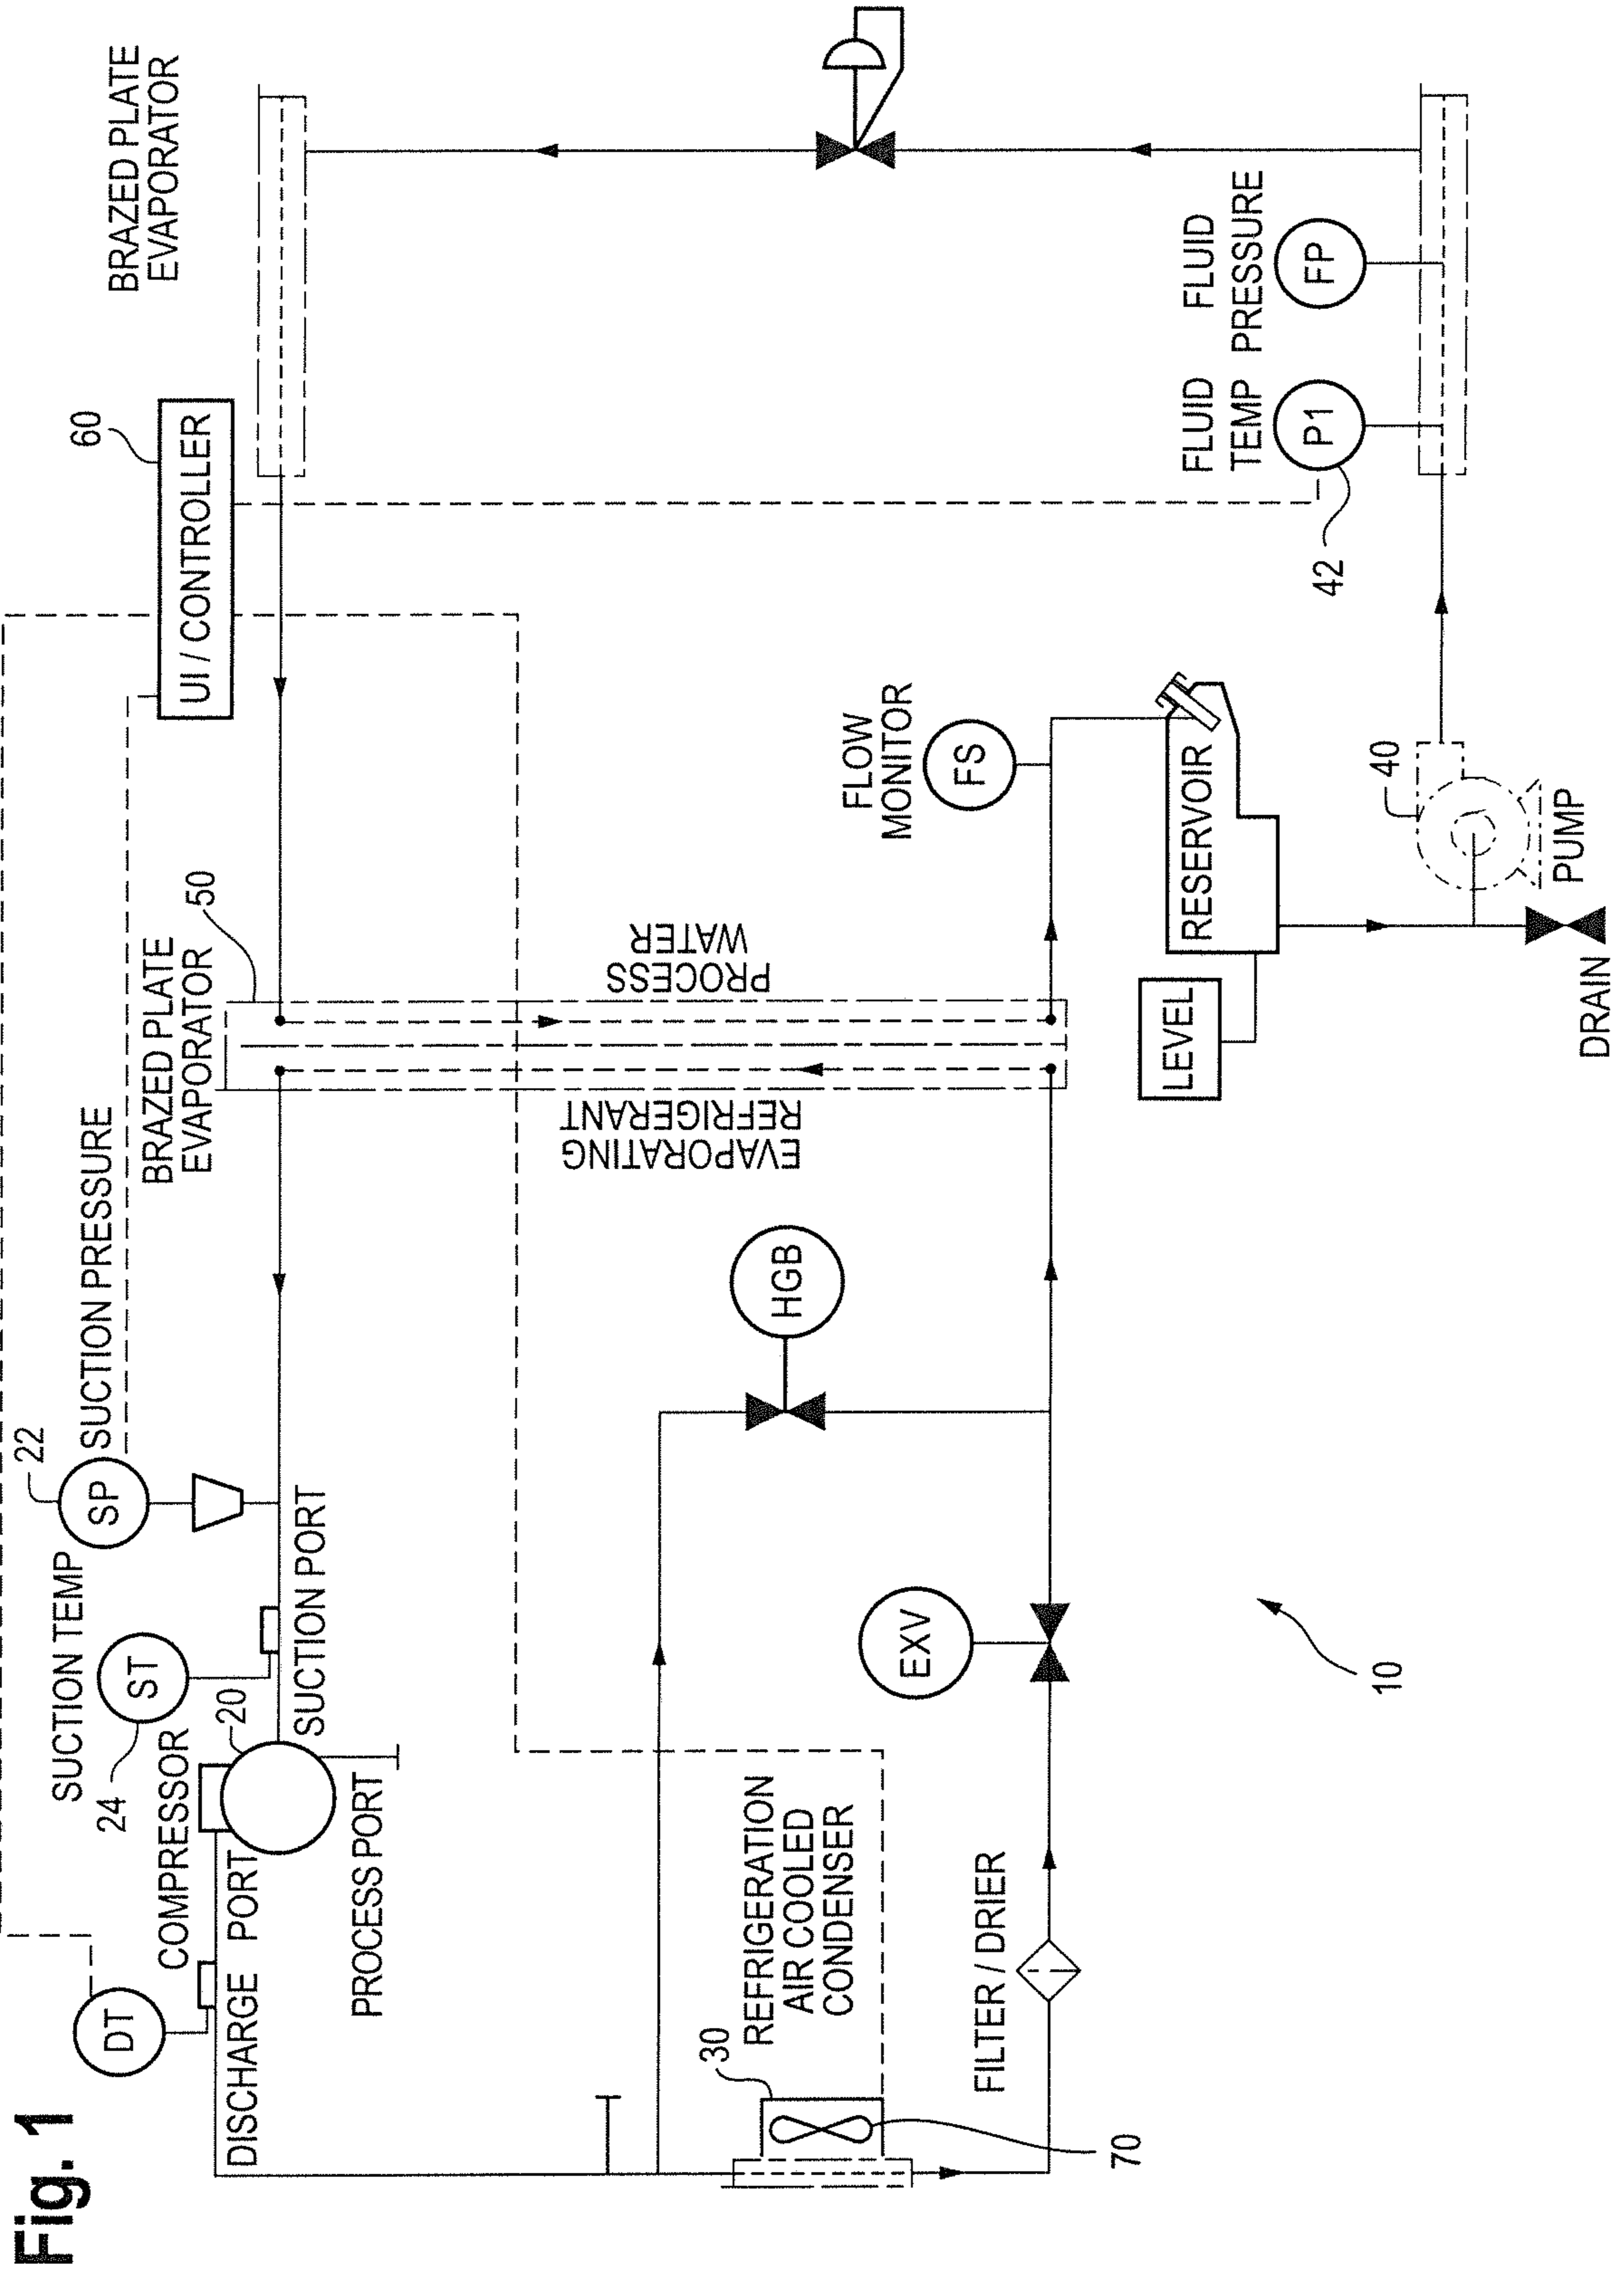 Fig. 1
DT
DISCHARGE PORT
COMPRESSOR
20
PROCESS PORT
SUCTION TEMP
ST
24
SUCTION PORT
22
SP
SUCTION PRESSURE
BRAZED PLATE
EVAPORATOR
50
60
UI / CONTROLLER
BRAZED PLATE
EVAPORATOR
EVAPORATING
REFRIGERANT
PROCESS
WATER
30
REFRIGERATION
AIR COOLED
CONDENSER
70
FILTER / DRIER
EXV
HGB
10
FLOW
MONITOR
FS
RESERVOIR
LEVEL
DRAIN
40
PUMP
FLUID
TEMP
P1
42
FLUID
PRESSURE
FP